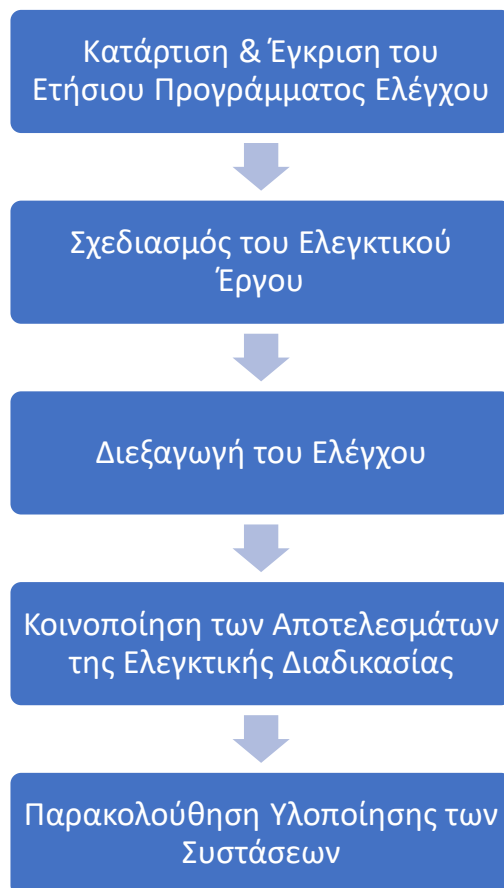 Κατάρτιση & Έγκριση του
Ετήσιου Προγράμματος Ελέγχου
Σχεδιασμός του Ελεγκτικού
Έργου
Διεξαγωγή του Ελέγχου
Κοινοποίηση των Αποτελεσμάτων
της Ελεγκτικής Διαδικασίας
Παρακολούθηση Υλοποίησης των
Συστάσεων